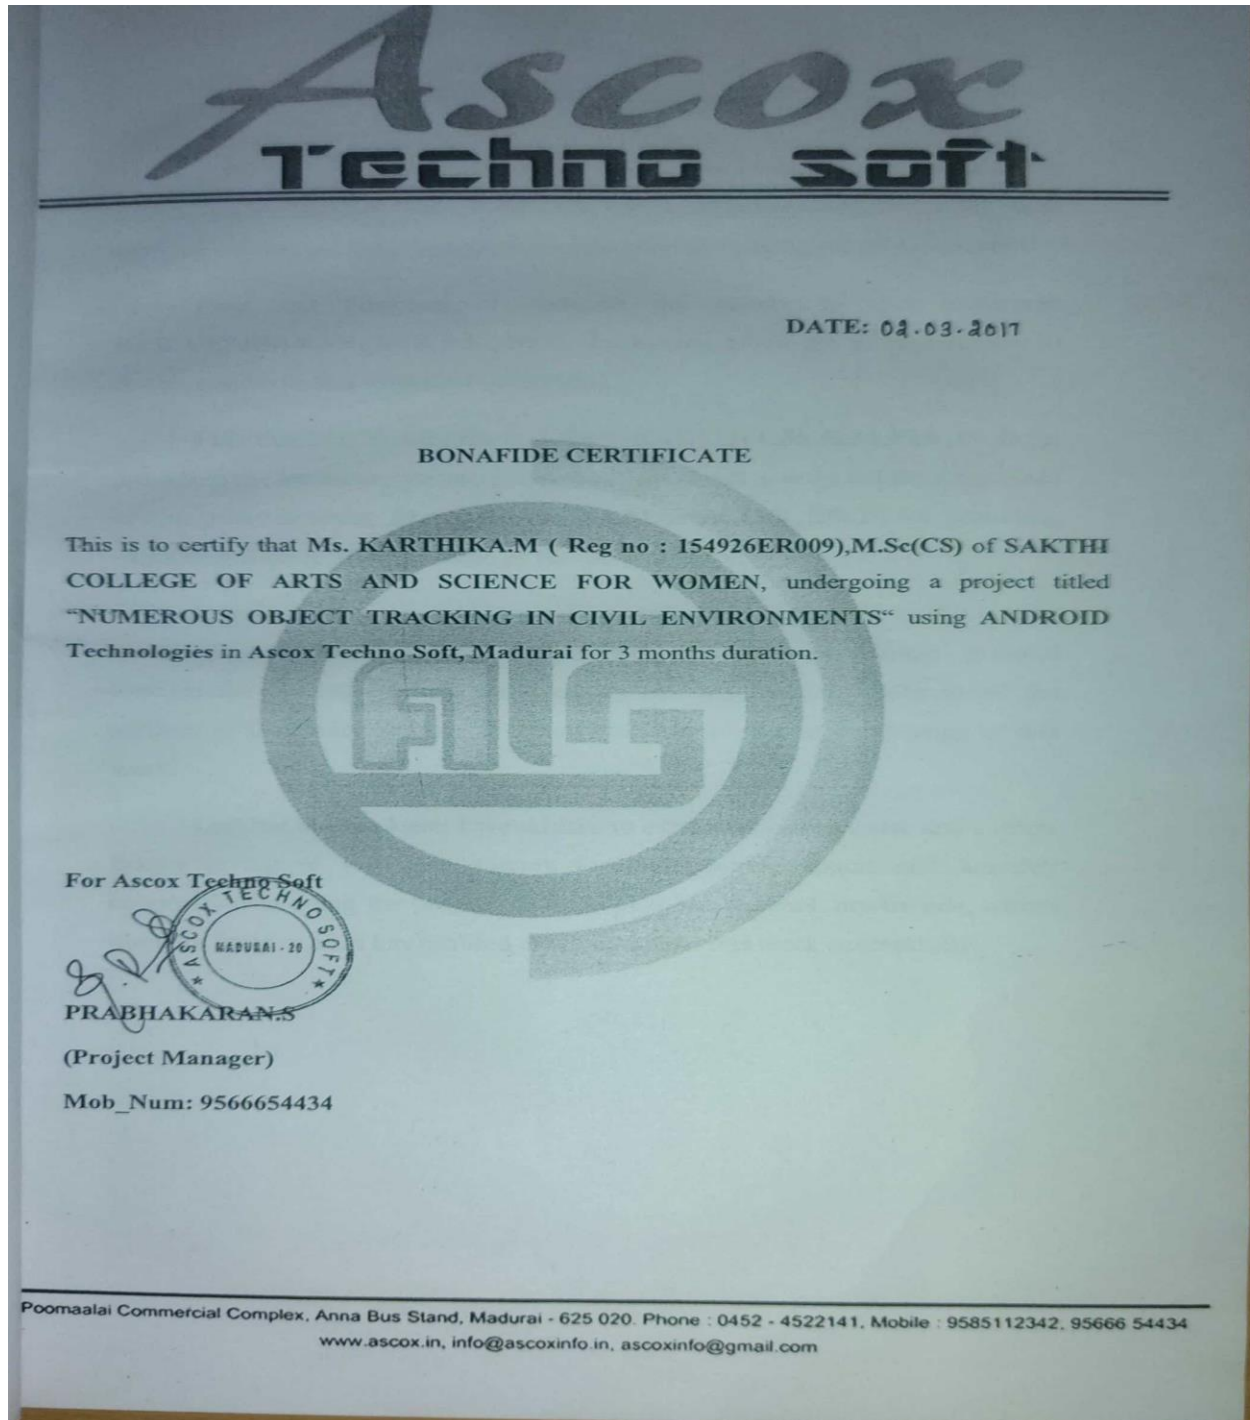 Ascox
Techno soft
DATE: 02.03.2017
BONAFIDE CERTIFICATE
This is to certify that Ms. KARTHIKA.M ( Reg no : 154926ER009),M.Sc(CS) of SAKTHI
COLLEGE OF ARTS AND SCIENCE FOR WOMEN, undergoing a project titled
“NUMEROUS OBJECT TRACKING IN CIVIL ENVIRONMENTS“ using ANDROID
Technologies in Ascox Techno Soft, Madurai for 3 months duration.
For Ascox Techno Soft
★ ASCOX TECHNO SOFT ★
MADURAI - 20
PRABHAKARAN.S
(Project Manager)
Mob_Num: 9566654434
Poomaalai Commercial Complex, Anna Bus Stand, Madurai - 625 020. Phone : 0452 - 4522141, Mobile : 9585112342, 95666 54434
www.ascox.in, info@ascoxinfo.in, ascoxinfo@gmail.com